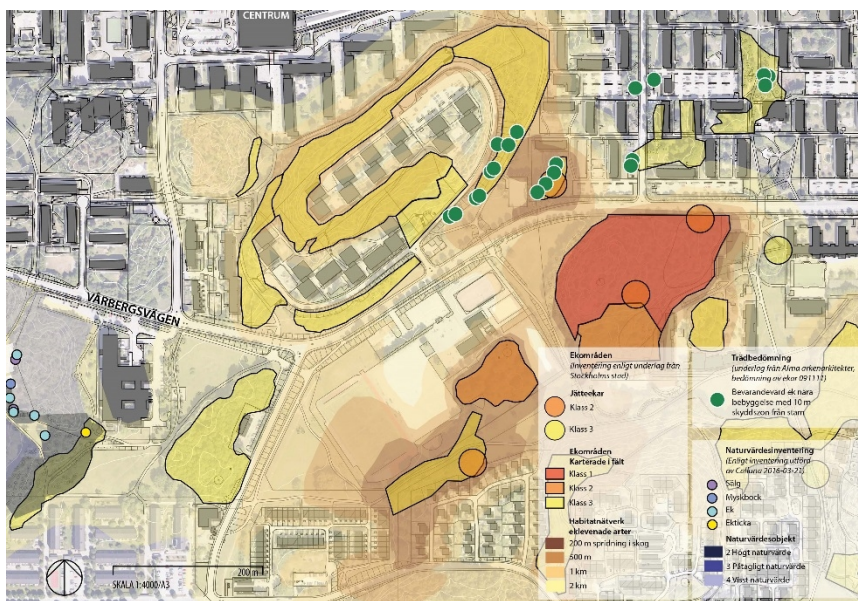 CENTRUM
VÅRBERGSVÄGEN
Ekområden
(Inventering enligt underlag från
Stockholms stad)
Jätteekar
Klass 2
Klass 3
Ekområden
Karterade i fält
Klass 1
Klass 2
Klass 3
Habitatnätverk
eklevenade arter
200 m spridning i skog
500 m
1 km
2 km
Trädbedömning
(underlag från Alma arkenarkitekter,
bedömning av ekar 091111)
Bevarandevard ek nära
bebyggelse med 10 m
skyddszon från stam
Naturvärdesinventering
(Enligt inventering utförd
av Calluna 2016-03-21)
Sälg
Myskbock
Ek
Ekticka
Naturvärdesobjekt
2 Högt naturvärde
3 Påtagligt naturvärde
4 Visst naturvärde
SKALA 1:4000/A3
200 m